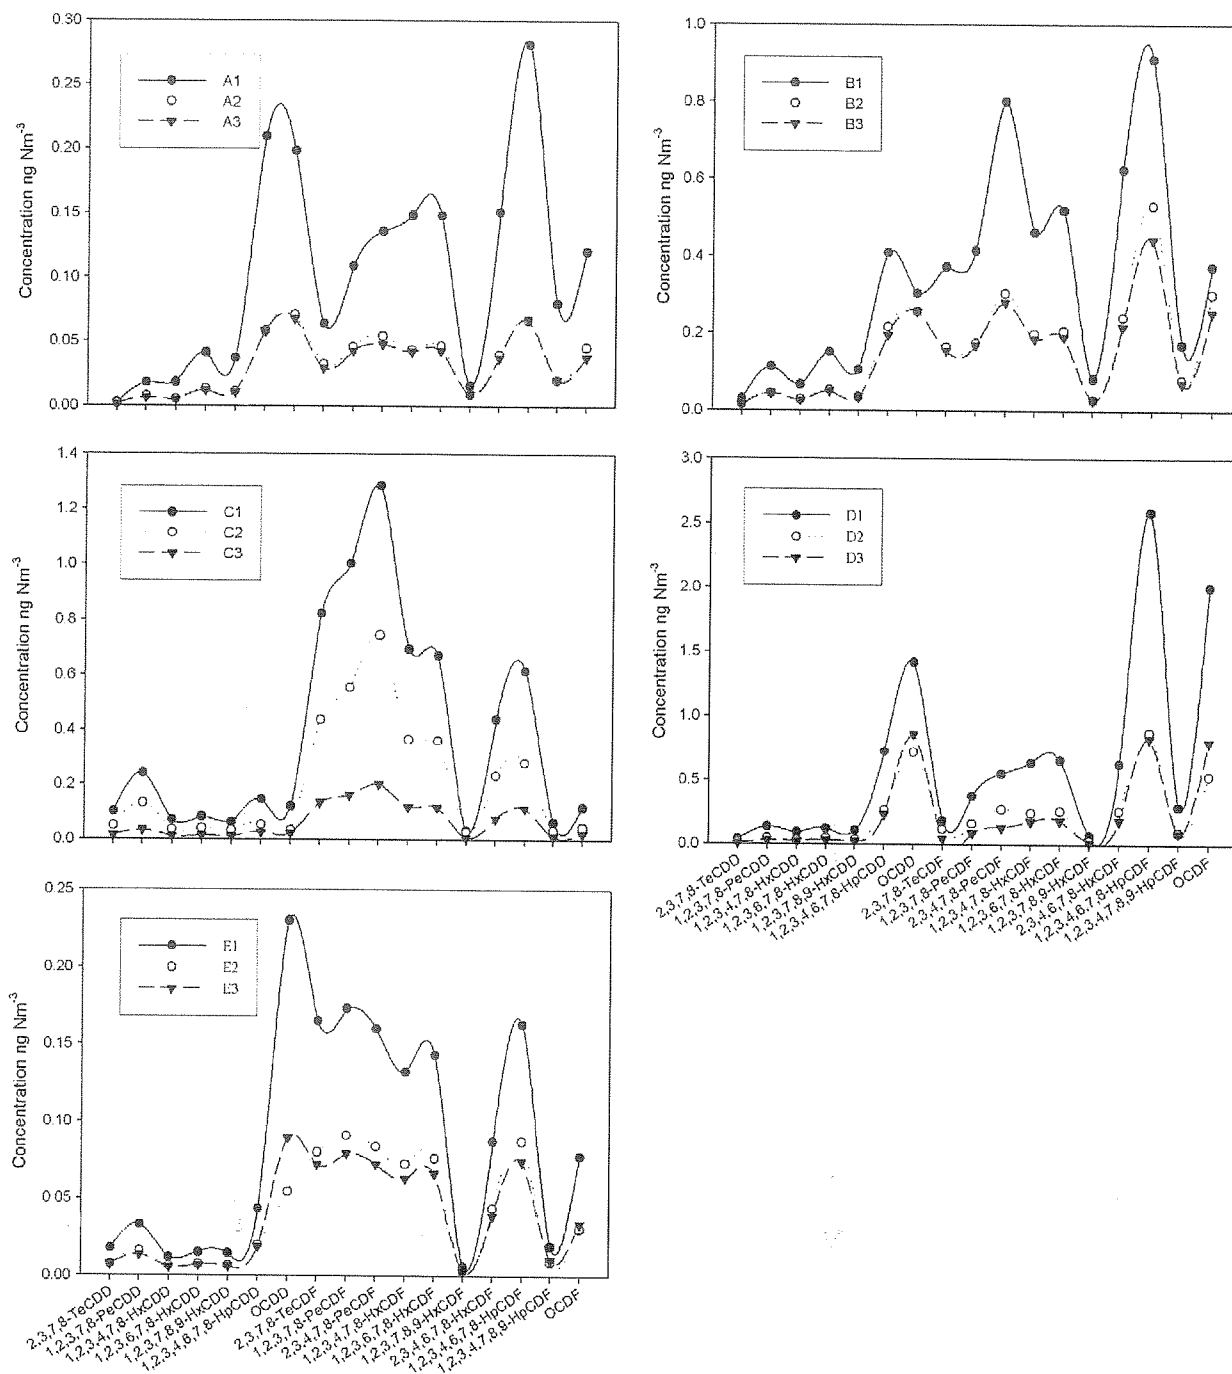 0.30
0.25
0.20
0.15
0.10
0.05
0.00
Concentration ng Nm⁻³
A1
A2
A3
1.0
0.8
0.6
0.4
0.2
0.0
Concentration ng Nm⁻³
B1
B2
B3
1.4
1.2
1.0
0.8
0.6
0.4
0.2
0.0
Concentration ng Nm⁻³
C1
C2
C3
3.0
2.5
2.0
1.5
1.0
0.5
0.0
Concentration ng Nm⁻³
D1
D2
D3
2,3,7,8-TeCDD
1,2,3,7,8-PeCDD
1,2,3,4,7,8-HxCDD
1,2,3,6,7,8-HxCDD
1,2,3,7,8,9-HxCDD
1,2,3,4,6,7,8-HpCDD
OCDD
2,3,7,8-TeCDF
1,2,3,7,8-PeCDF
2,3,4,7,8-PeCDF
1,2,3,4,7,8-HxCDF
1,2,3,6,7,8-HxCDF
1,2,3,7,8,9-HxCDF
2,3,4,6,7,8-HxCDF
1,2,3,4,6,7,8-HpCDF
1,2,3,4,7,8,9-HpCDF
OCDF
0.25
0.20
0.15
0.10
0.05
0.00
Concentration ng Nm⁻³
E1
E2
E3
2,3,7,8-TeCDD
1,2,3,7,8-PeCDD
1,2,3,4,7,8-HxCDD
1,2,3,6,7,8-HxCDD
1,2,3,7,8,9-HxCDD
1,2,3,4,6,7,8-HpCDD
OCDD
2,3,7,8-TeCDF
1,2,3,7,8-PeCDF
2,3,4,7,8-PeCDF
1,2,3,4,7,8-HxCDF
1,2,3,6,7,8-HxCDF
1,2,3,7,8,9-HxCDF
2,3,4,6,7,8-HxCDF
1,2,3,4,6,7,8-HpCDF
1,2,3,4,7,8,9-HpCDF
OCDF